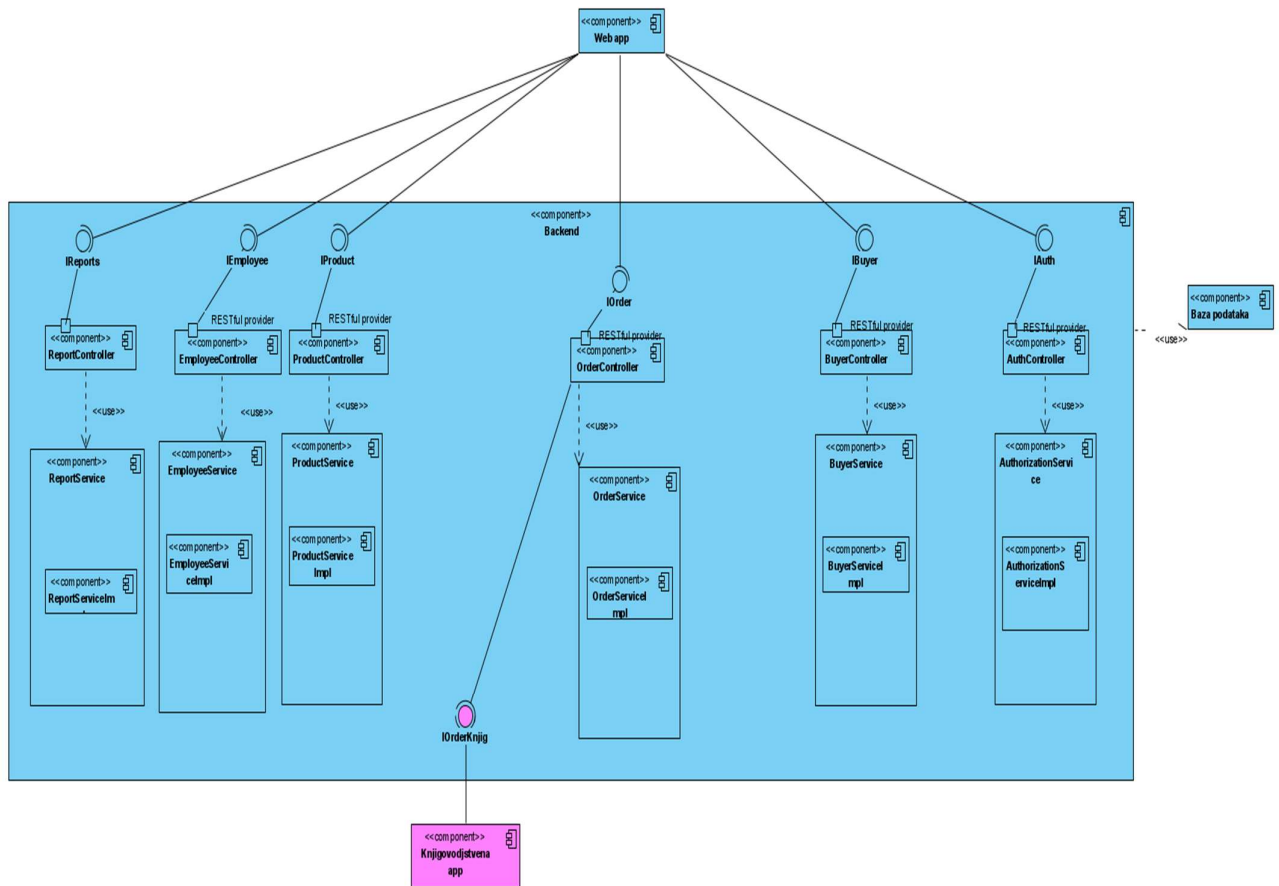 <<component>>
Web app
<<component>>
Backend
IReports
IEmployee
IProduct
IOrder
IBuyer
IAuth
<<component>>
Baza podataka
<<use>>
RESTful provider
RESTful provider
RESTful provider
RESTful provider
RESTful provider
<<component>>
ReportController
<<component>>
EmployeeController
<<component>>
ProductController
<<component>>
OrderController
<<component>>
BuyerController
<<component>>
AuthController
<<use>>
<<use>>
<<use>>
<<use>>
<<use>>
<<use>>
<<component>>
ReportService
<<component>>
EmployeeService
<<component>>
ProductService
<<component>>
OrderService
<<component>>
BuyerService
<<component>>
AuthorizationServi
ce
<<component>>
ReportServiceIm
<<component>>
EmployeeServi
ceImpl
<<component>>
ProductService
Impl
<<component>>
OrderServiceI
mpl
<<component>>
BuyerServiceI
mpl
<<component>>
AuthorizationS
erviceImpl
IOrderKnjig
<<component>>
Knjigovodjstvena
app